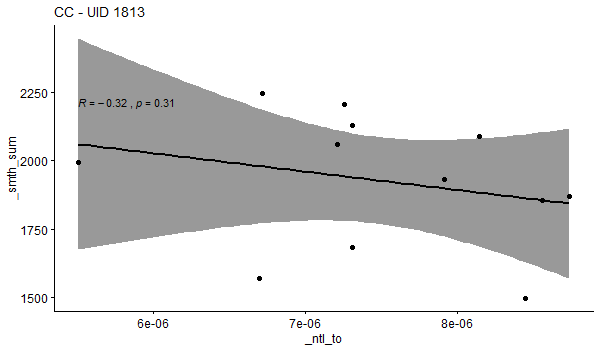 CC - UID 1813
R = − 0.32 , p = 0.31
_smth_sum
2250
2000
1750
1500
6e-06 7e-06 8e-06
_ntl_to